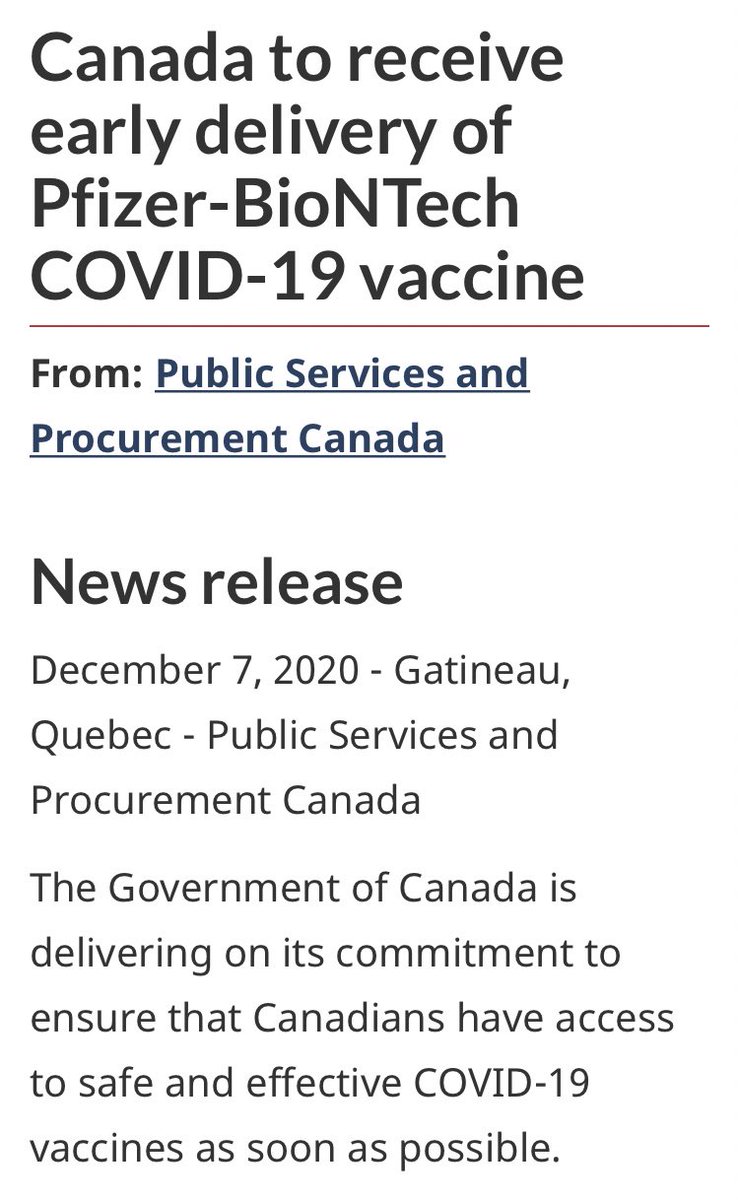 Canada to receive
early delivery of
Pfizer-BioNTech
COVID-19 vaccine
From: Public Services and
Procurement Canada
News release
December 7, 2020 - Gatineau,
Quebec - Public Services and
Procurement Canada
The Government of Canada is
delivering on its commitment to
ensure that Canadians have access
to safe and effective COVID-19
vaccines as soon as possible.